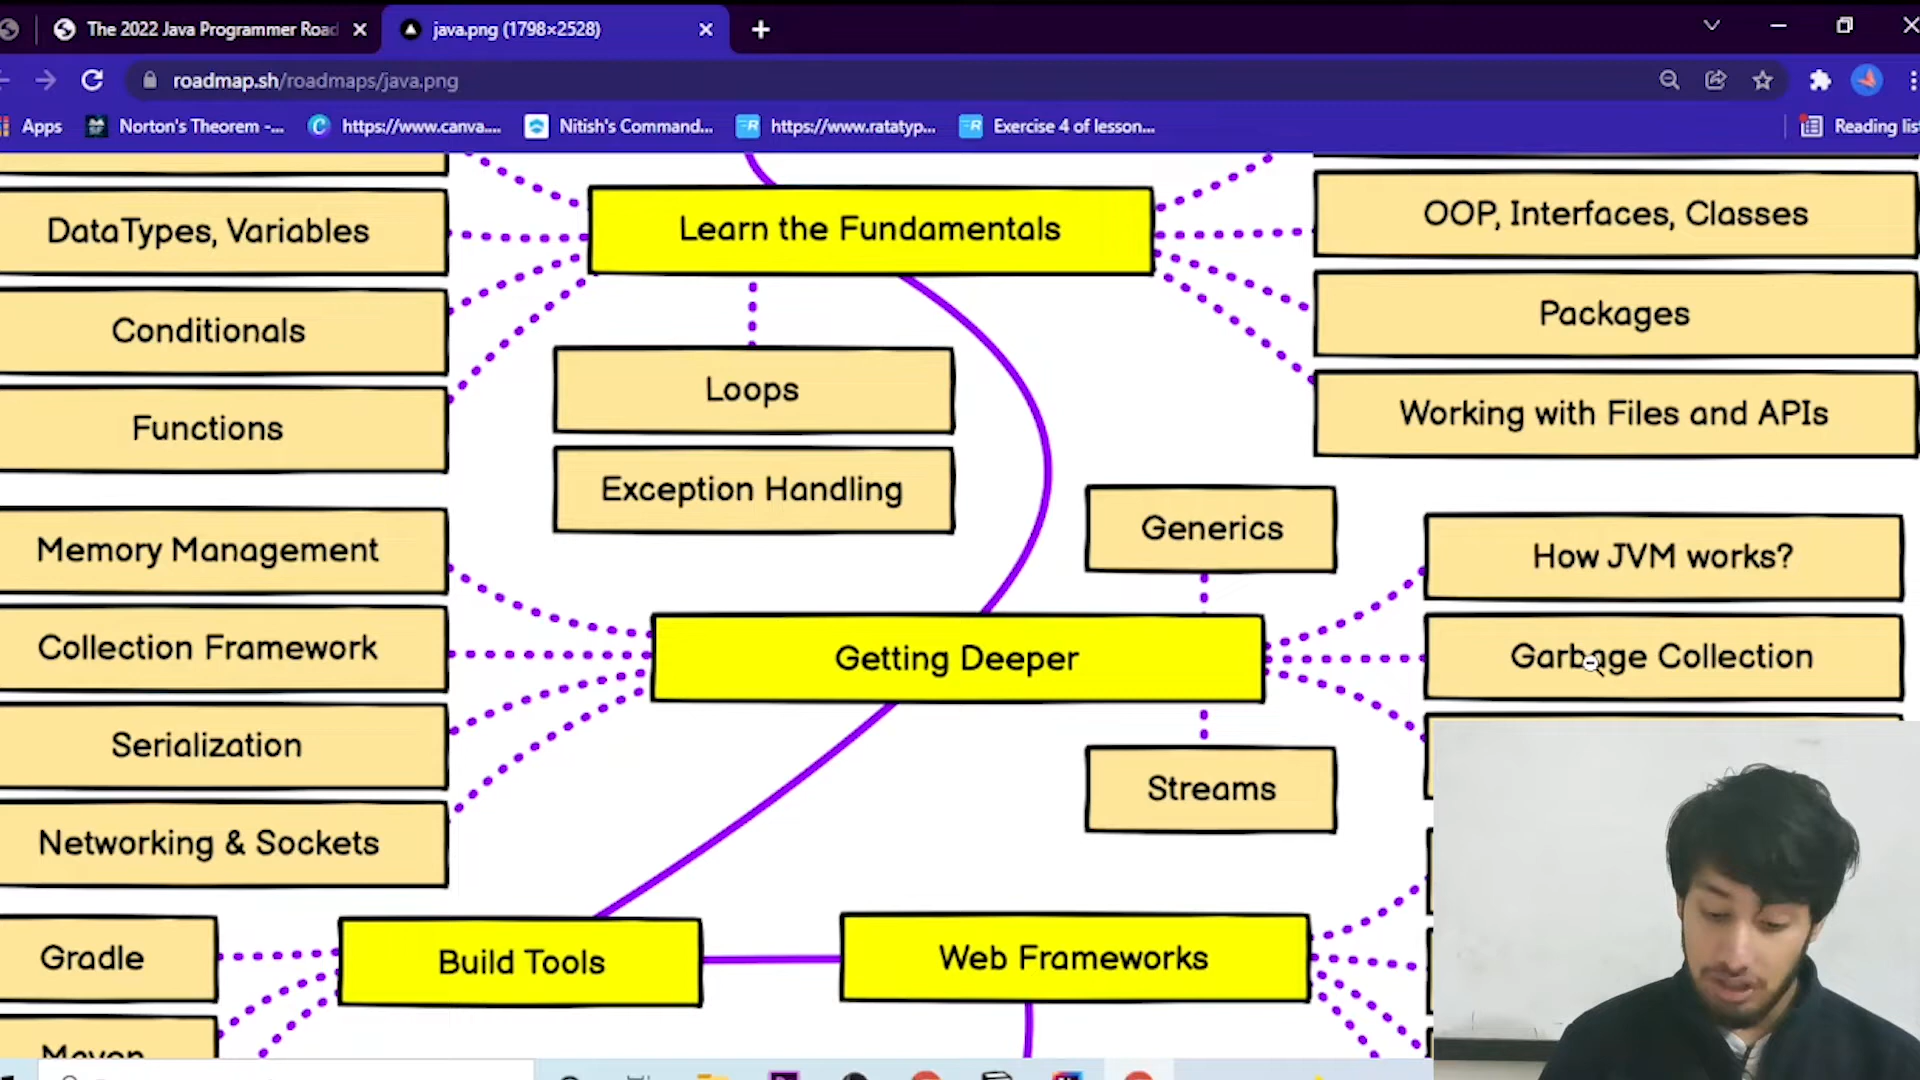 The 2022 Java Programmer Road
java.png (1798×2528)
roadmap.sh/roadmaps/java.png
Apps
Norton's Theorem -...
https://www.canva....
Nitish's Command...
https://www.ratatyp...
Exercise 4 of lesson...
Reading list
Learn the Fundamentals
DataTypes, Variables
Conditionals
Functions
Loops
Exception Handling
OOP, Interfaces, Classes
Packages
Working with Files and APIs
Generics
Memory Management
Collection Framework
Serialization
Networking & Sockets
Getting Deeper
How JVM works?
Garbage Collection
Streams
Gradle
Build Tools
Web Frameworks
Maven